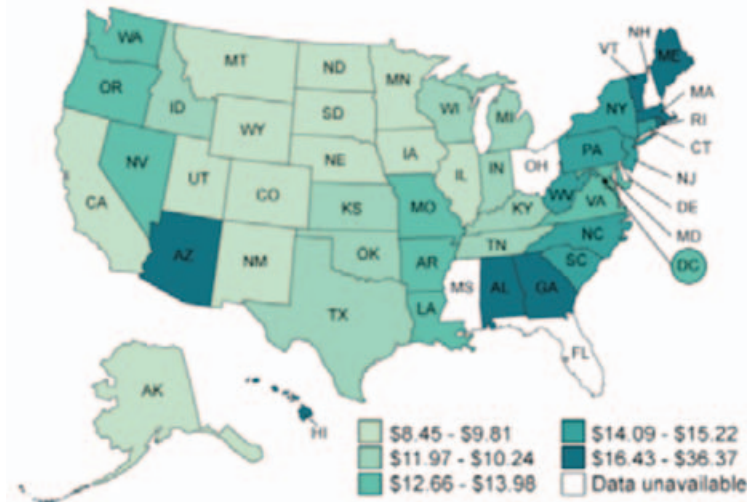 NH
WA
VT
ME
MT
ND
MN
OR
MA
ID
WI
NY
SD
MI
RI
WY
CT
PA
IA
NE
NV
OH
NJ
IL
IN
UT
WV
CO
DE
CA
KS
MO
VA
KY
MD
NC
TN
OK
AZ
NM
AR
SC
DC
MS
AL
GA
LA
TX
FL
AK
HI
$8.45 - $9.81
$14.09 - $15.22
$11.97 - $10.24
$16.43 - $36.37
$12.66 - $13.98
Data unavailable